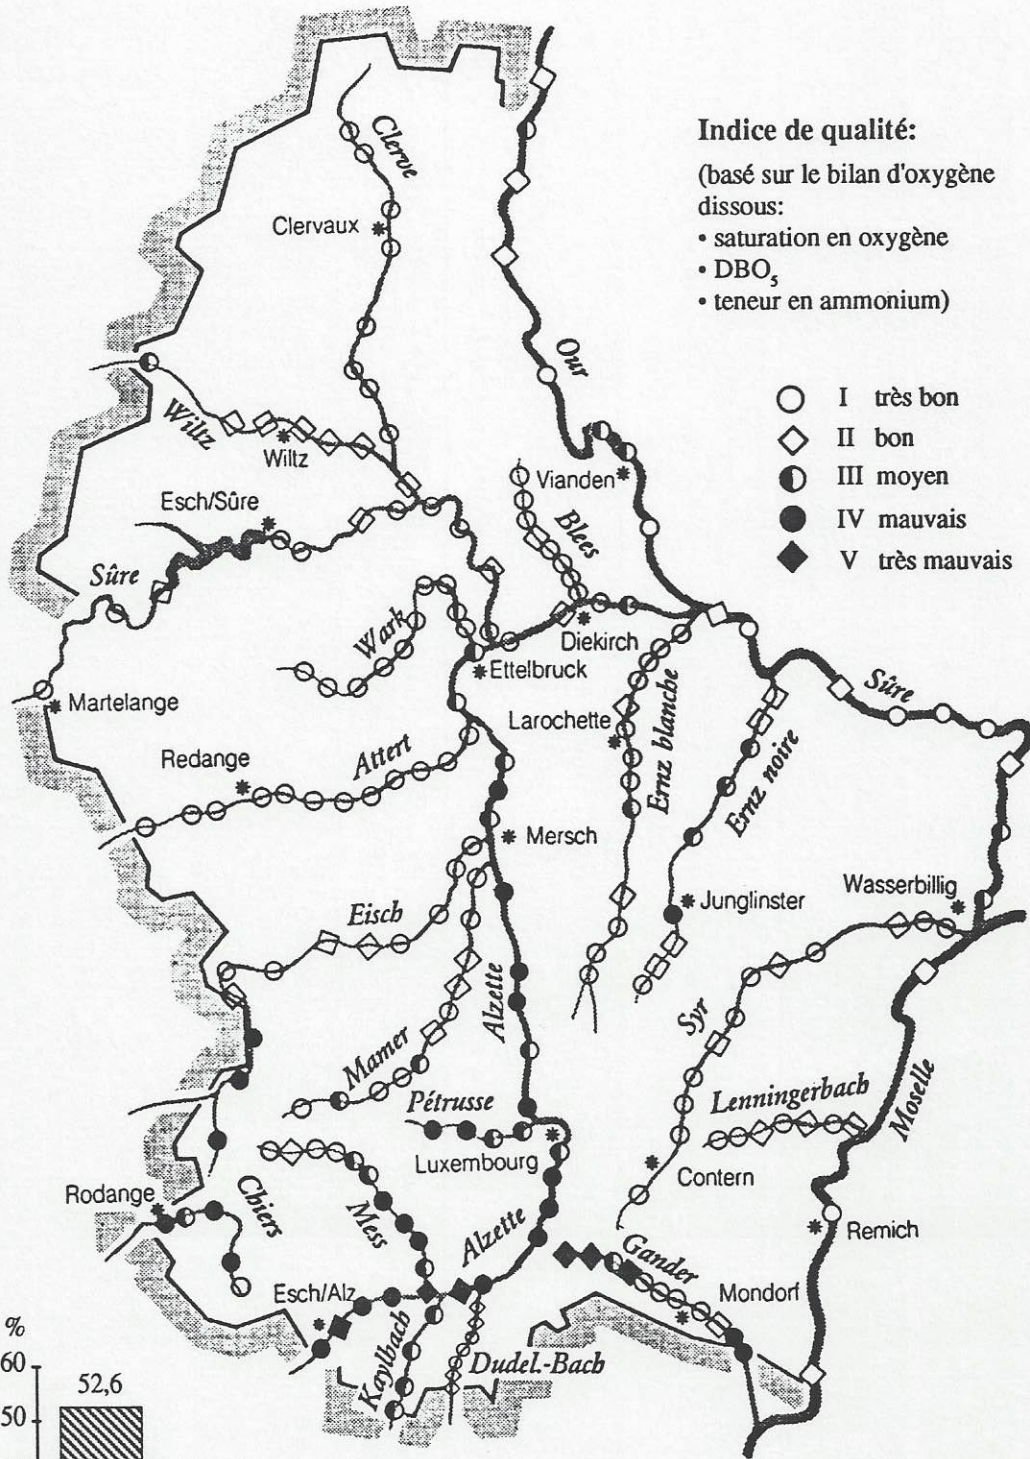 Indice de qualité:
(basé sur le bilan d'oxygène
dissous:
• saturation en oxygène
• DBO₅
• teneur en ammonium)
I très bon
II bon
III moyen
IV mauvais
V très mauvais
Clerve
Clervaux
Our
Wiltz
Wiltz
Vianden
Esch/Sûre
Blees
Sûre
Wark
Diekirch
Ettelbruck
Sûre
Martelange
Larochette
Ernz blanche
Ernz noire
Redange
Attert
Mersch
Junglinster
Wasserbillig
Eisch
Alzette
Syr
Mamer
Pétrusse
Lenningerbach
Moselle
Luxembourg
Contern
Rodange
Chiers
Mess
Remich
Alzette
Gander
Esch/Alz
Mondorf
Kaylbach
Dudel.-Bach
%
60
52,6
50